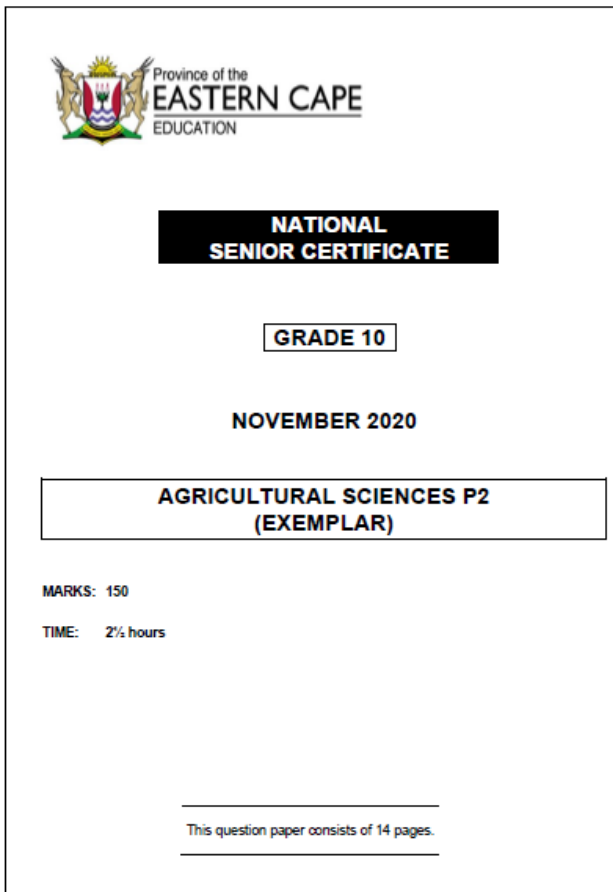 Province of the
EASTERN CAPE
EDUCATION
NATIONAL
SENIOR CERTIFICATE
GRADE 10
NOVEMBER 2020
AGRICULTURAL SCIENCES P2
(EXEMPLAR)
MARKS: 150
TIME: 2½ hours
This question paper consists of 14 pages.